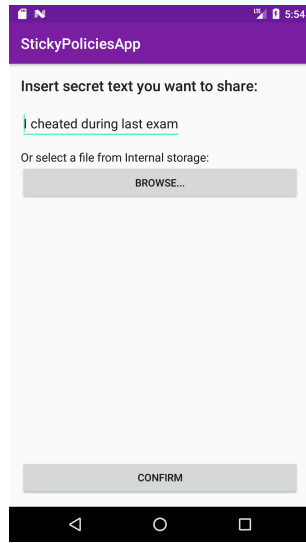 LTE 5:54
StickyPoliciesApp
Insert secret text you want to share:
I cheated during last exam
Or select a file from Internal storage:
BROWSE...
CONFIRM